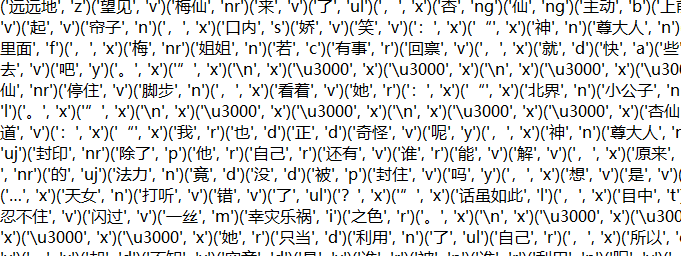 ('远远地', 'z')('望见', 'v')('梅仙', 'nr')('来', 'v')('了', 'ul')('，', 'x')('杏', 'ng')('仙', 'ng')('主动', 'b')('上前
'v')('起', 'v')('帘子', 'n')('，', 'x')('口内', 's')('娇', 'v')('笑', 'v')('：', 'x')('“', 'x')('神', 'n')('尊大人', 'n')
里面', 'f')('，', 'x')('梅', 'nr')('姐姐', 'n')('若', 'c')('有事', 'r')('回禀', 'v')('，', 'x')('就', 'd')('快', 'a')('些'
去', 'v')('吧', 'y')('。', 'x')('”', 'x')('\n', 'x')('\u3000', 'x')('\u3000', 'x')('\n', 'x')('\u3000', 'x')('\u300
仙', 'nr')('停住', 'v')('脚步', 'n')('，', 'x')('看着', 'v')('她', 'r')('：', 'x')('“', 'x')('北界', 'n')('小公子', 'n
'l')('。', 'x')('”', 'x')('\n', 'x')('\u3000', 'x')('\u3000', 'x')('\n', 'x')('\u3000', 'x')('\u3000', 'x')('杏仙
道', 'v')('：', 'x')('“', 'x')('我', 'r')('也', 'd')('正', 'd')('奇怪', 'v')('呢', 'y')('，', 'x')('神', 'n')('尊大人', 'n
'uj')('封印', 'nr')('除了', 'p')('他', 'r')('自己', 'r')('还有', 'v')('谁', 'r')('能', 'v')('解', 'v')('，', 'x')('原来',
', 'nr')('的', 'uj')('法力', 'n')('竟', 'd')('没', 'd')('被', 'p')('封住', 'v')('吗', 'y')('，', 'x')('想', 'v')('是', 'v')(
('…', 'x')('天女', 'n')('打听', 'v')('错', 'v')('了', 'ul')('？', 'x')('”', 'x')('话虽如此', 'l')('，', 'x')('目中', 't')
忍不住', 'v')('闪过', 'v')('一丝', 'm')('幸灾乐祸', 'i')('之色', 'r')('。', 'x')('\n', 'x')('\u3000', 'x')('\u3000
'x')('\u3000', 'x')('\u3000', 'x')('她', 'r')('只当', 'd')('利用', 'n')('了', 'ul')('自己', 'r')('，', 'x')('所以', 'c